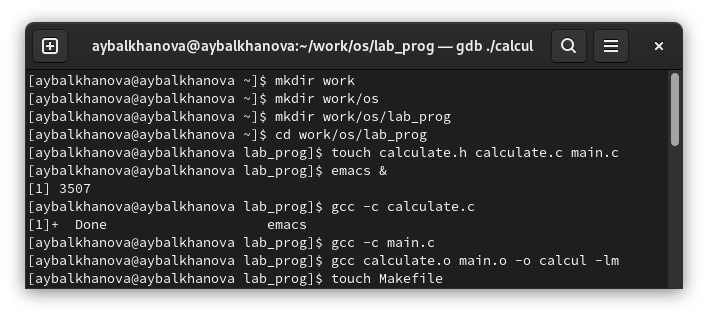 aybalkhanova@aybalkhanova:~/work/os/lab_prog — gdb ./calcul
[aybalkhanova@aybalkhanova ~]$ mkdir work
[aybalkhanova@aybalkhanova ~]$ mkdir work/os
[aybalkhanova@aybalkhanova ~]$ mkdir work/os/lab_prog
[aybalkhanova@aybalkhanova ~]$ cd work/os/lab_prog
[aybalkhanova@aybalkhanova lab_prog]$ touch calculate.h calculate.c main.c
[aybalkhanova@aybalkhanova lab_prog]$ emacs &
[1] 3507
[aybalkhanova@aybalkhanova lab_prog]$ gcc -c calculate.c
[1]+  Done                    emacs
[aybalkhanova@aybalkhanova lab_prog]$ gcc -c main.c
[aybalkhanova@aybalkhanova lab_prog]$ gcc calculate.o main.o -o calcul -lm
[aybalkhanova@aybalkhanova lab_prog]$ touch Makefile